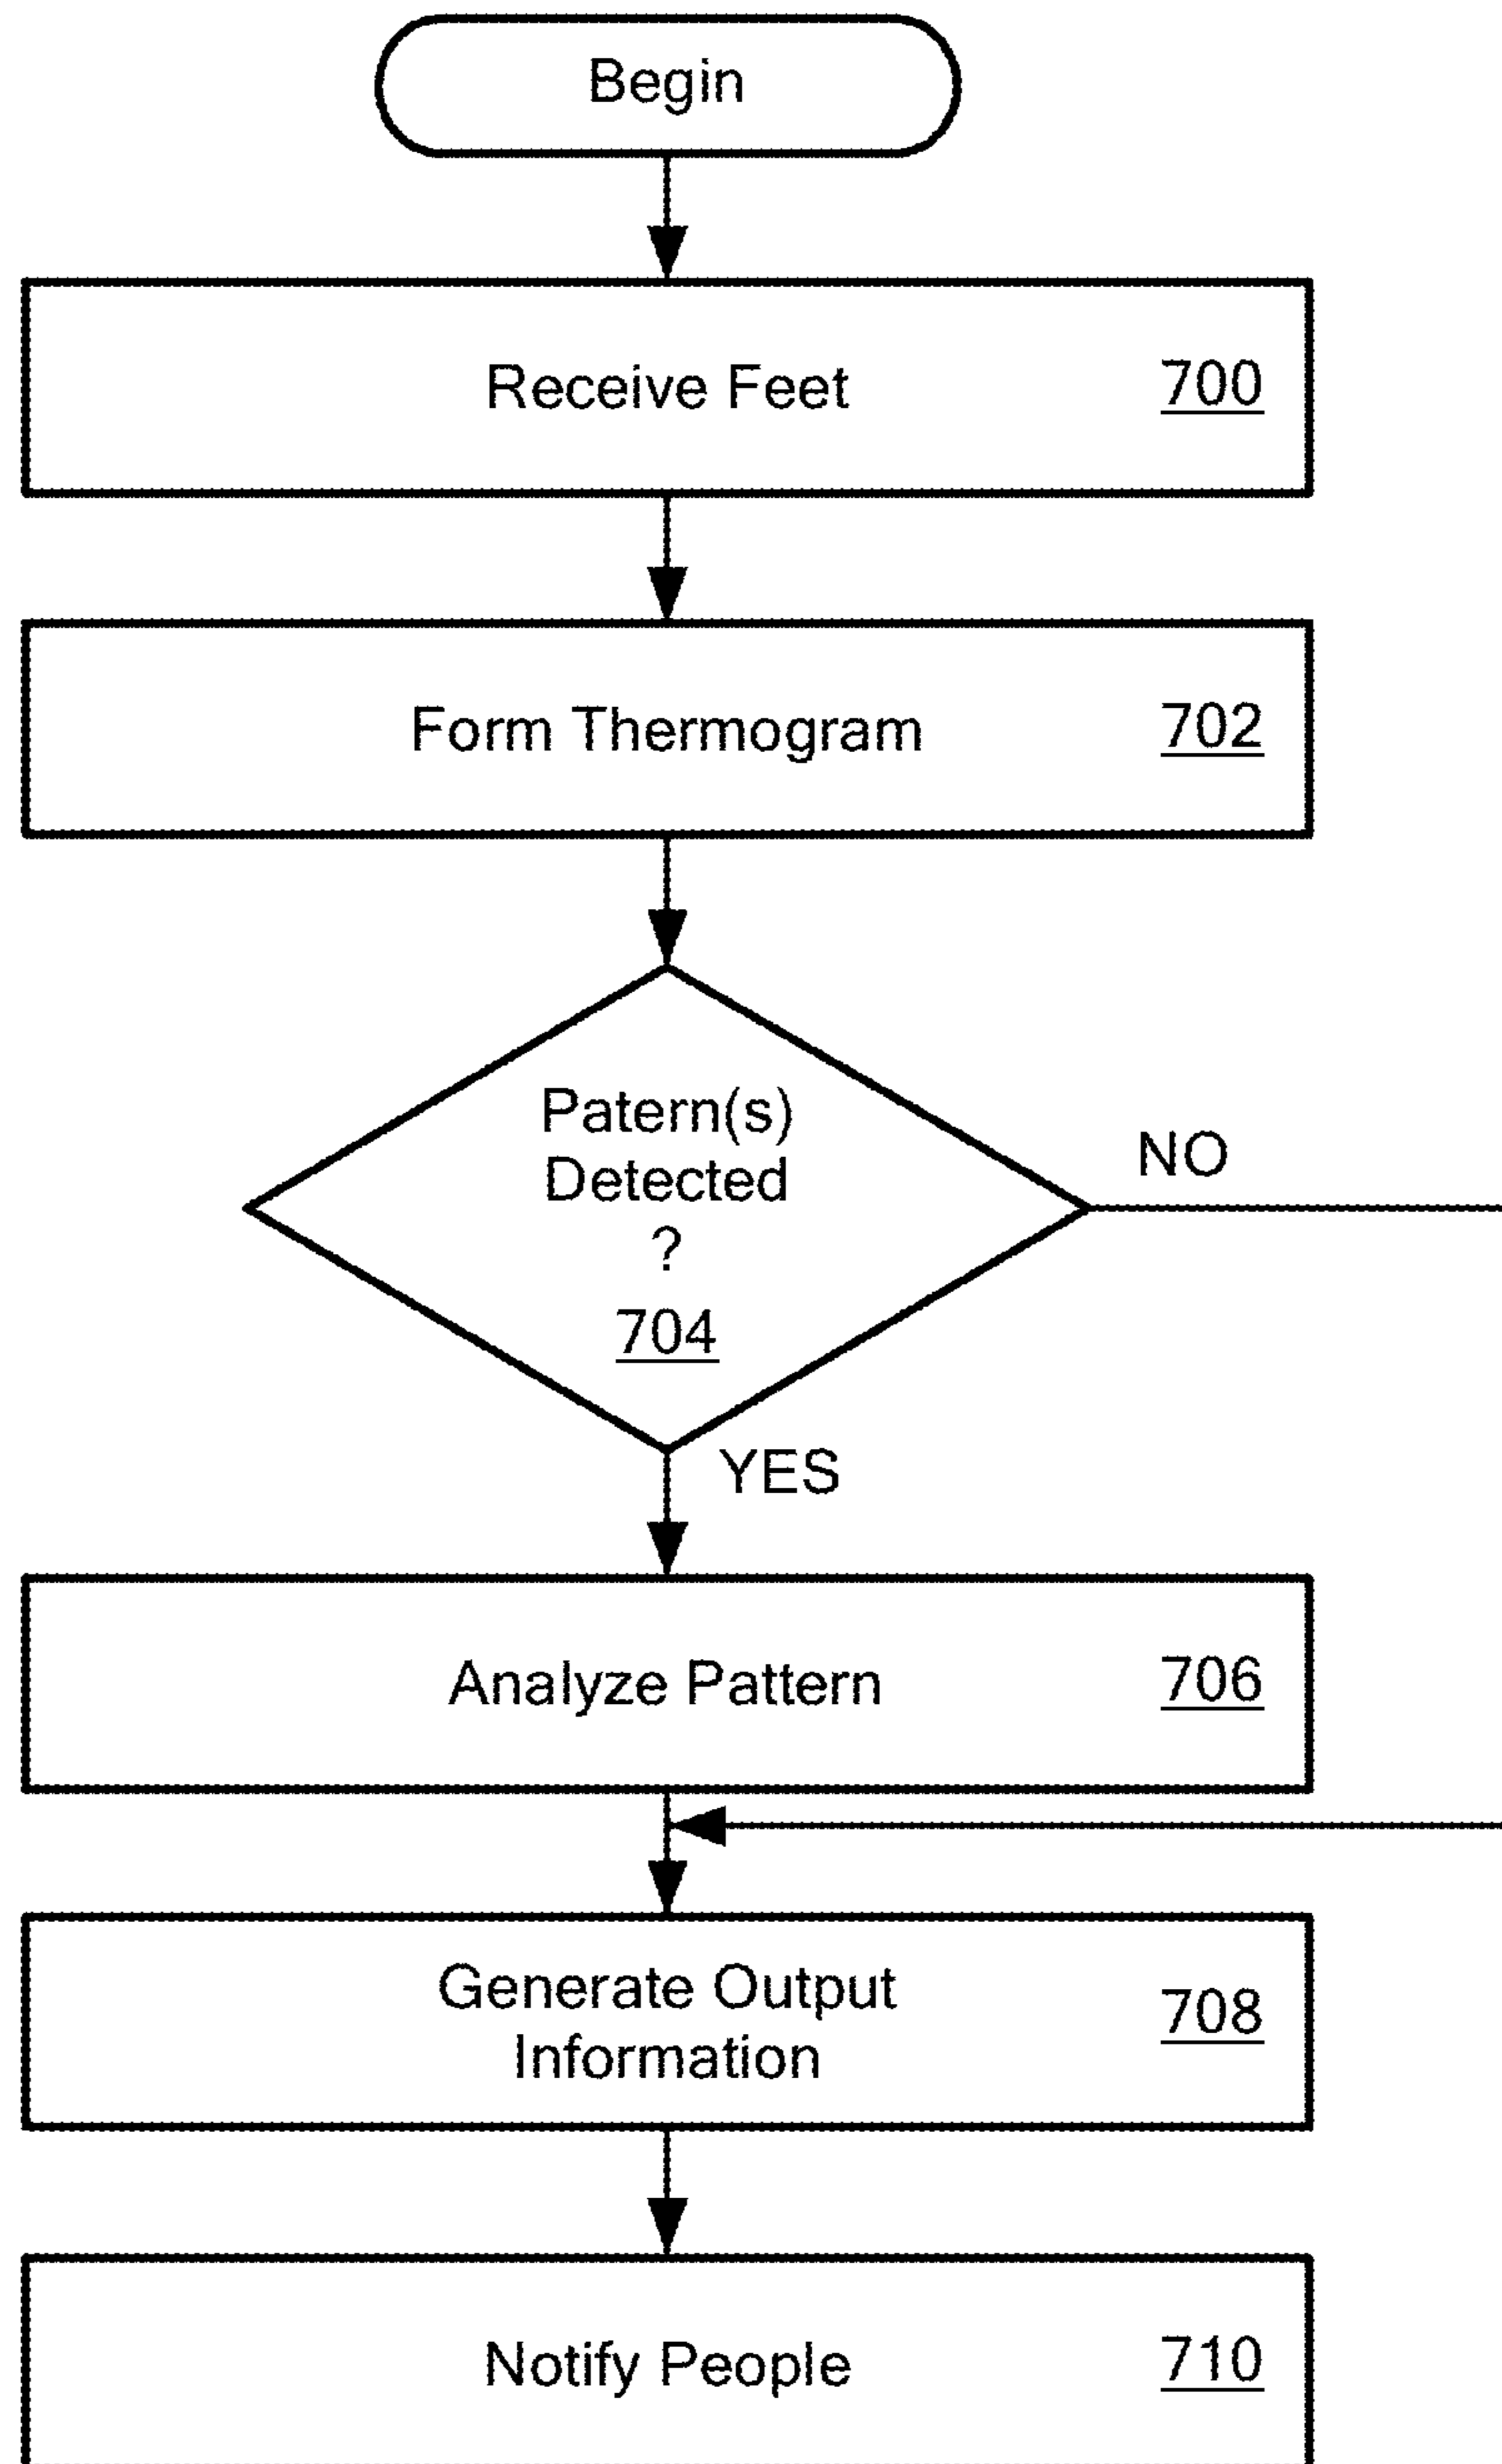 Begin
Receive Feet 700
Form Thermogram 702
Patern(s)
Detected
?
704
NO
YES
Analyze Pattern 706
Generate Output
Information
708
Notify People 710